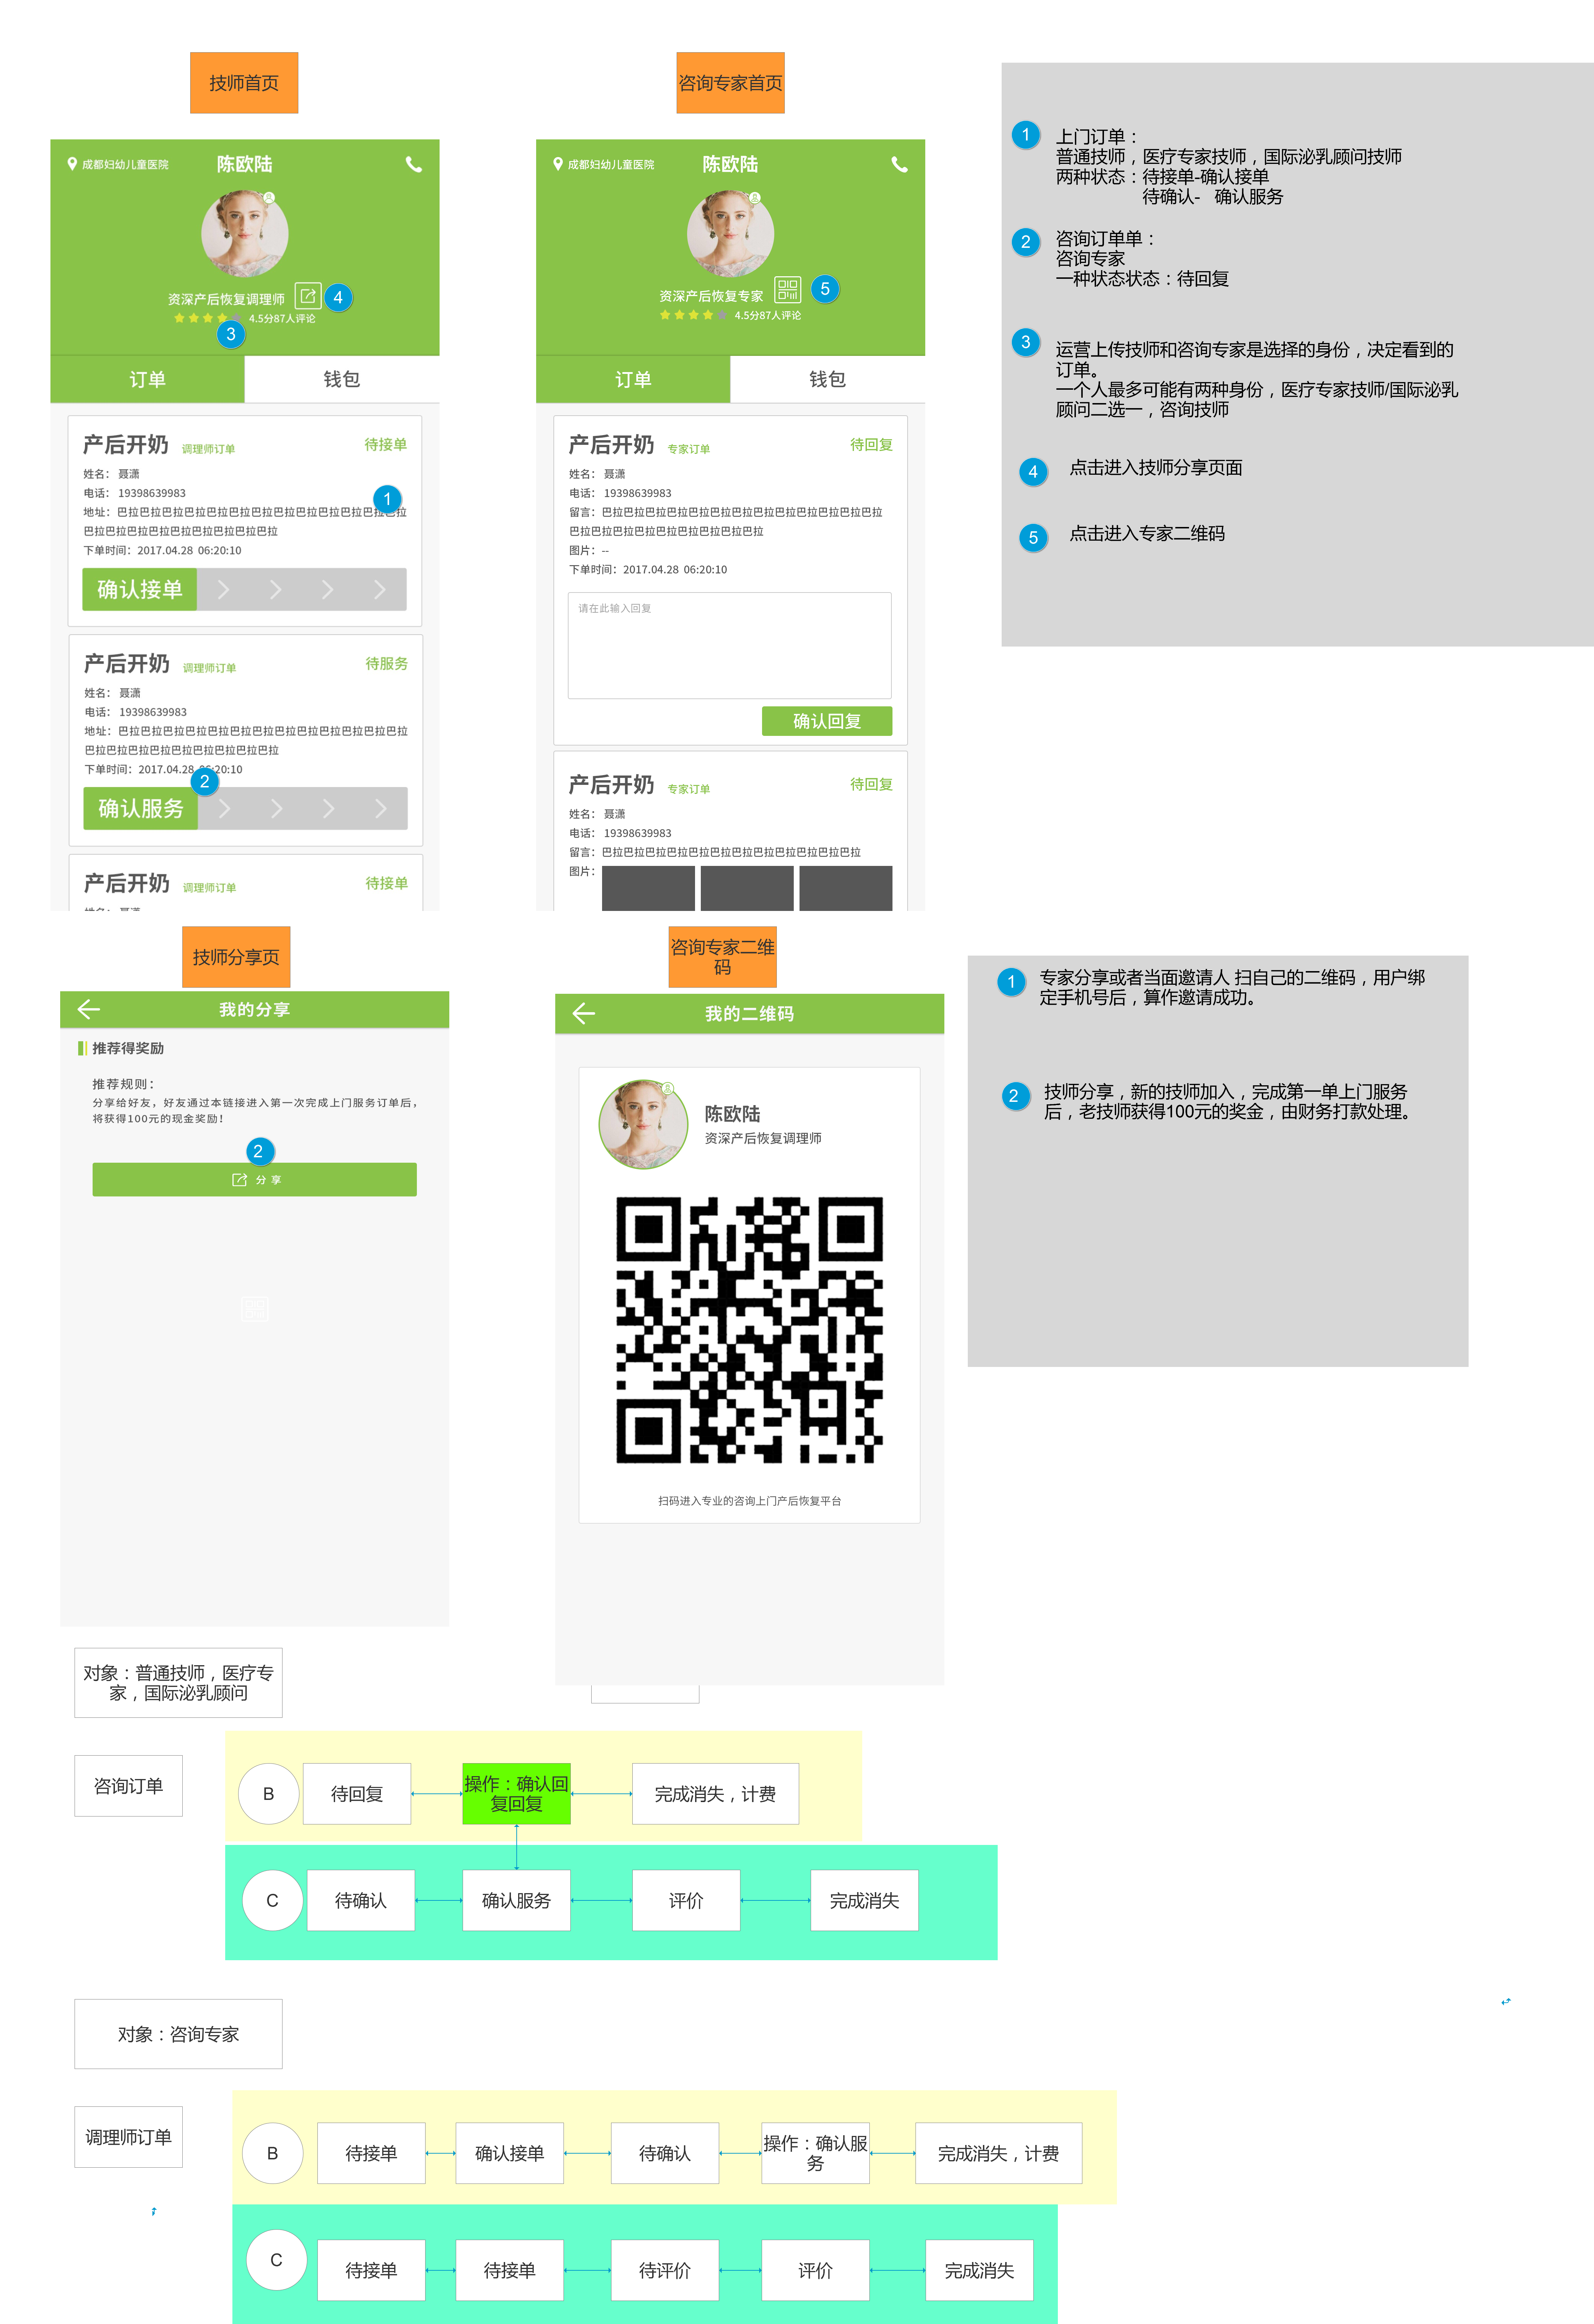 技师首页
咨询专家首页
成都妇幼儿童医院
陈欧陆
资深产后恢复调理师
4
4.5分87人评论
3
订单
钱包
产后开奶 调理师订单 待接单
姓名: 聂潇
电话: 19398639983
1
地址: 巴拉巴拉巴拉巴拉巴拉巴拉巴拉巴拉巴拉巴拉巴拉巴拉巴拉
巴拉巴拉巴拉巴拉巴拉巴拉巴拉巴拉巴拉
下单时间: 2017.04.28 06:20:10
确认接单
产后开奶 调理师订单 待服务
姓名: 聂潇
电话: 19398639983
地址: 巴拉巴拉巴拉巴拉巴拉巴拉巴拉巴拉巴拉巴拉巴拉巴拉巴拉
巴拉巴拉巴拉巴拉巴拉巴拉巴拉巴拉巴拉
下单时间: 2017.04.28 06:20:10
2
确认服务
产后开奶 调理师订单 待接单
成都妇幼儿童医院
陈欧陆
资深产后恢复专家
5
4.5分87人评论
订单
钱包
产后开奶 专家订单 待回复
姓名: 聂潇
电话: 19398639983
留言: 巴拉巴拉巴拉巴拉巴拉巴拉巴拉巴拉巴拉巴拉巴拉巴拉巴拉
巴拉巴拉巴拉巴拉巴拉巴拉巴拉巴拉巴拉
图片: --
下单时间: 2017.04.28 06:20:10
请在此输入回复
确认回复
产后开奶 专家订单 待回复
姓名: 聂潇
电话: 19398639983
留言: 巴拉巴拉巴拉巴拉巴拉巴拉巴拉巴拉巴拉巴拉巴拉巴拉
图片:
1
上门订单：
普通技师，医疗专家技师，国际泌乳顾问技师
两种状态：待接单-确认接单
待确认- 确认服务
2
咨询订单单：
咨询专家
一种状态状态：待回复
3
运营上传技师和咨询专家是选择的身份，决定看到的
订单。
一个人最多可能有两种身份，医疗专家技师/国际泌乳
顾问二选一，咨询技师
4
点击进入技师分享页面
5
点击进入专家二维码
技师分享页
咨询专家二维
码
我的分享
推荐得奖励
推荐规则：
分享给好友，好友通过本链接进入第一次完成上门服务订单后，
将获得100元的现金奖励！
2
分享
我的二维码
陈欧陆
资深产后恢复调理师
扫码进入专业的咨询上门产后恢复平台
1
专家分享或者当面邀请人 扫自己的二维码，用户绑
定手机号后，算作邀请成功。
2
技师分享，新的技师加入，完成第一单上门服务
后，老技师获得100元的奖金，由财务打款处理。
对象：普通技师，医疗专
家，国际泌乳顾问
咨询订单
B
待回复
操作：确认回
复回复
完成消失，计费
C
待确认
确认服务
评价
完成消失
对象：咨询专家
调理师订单
B
待接单
确认接单
待确认
操作：确认服
务
完成消失，计费
C
待接单
待接单
待评价
评价
完成消失